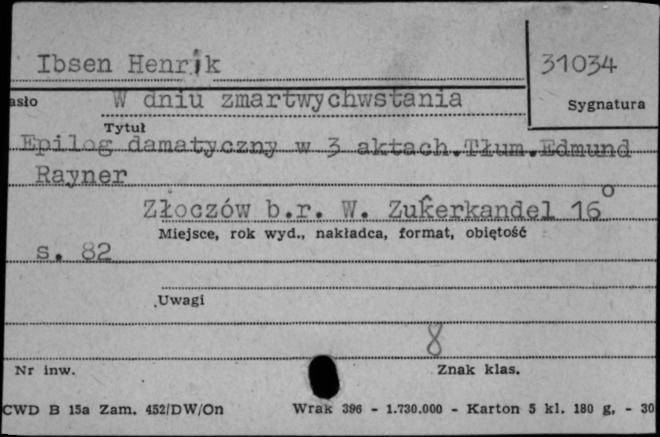 Ibsen Henrik
31034
asło
W dniu zmartwychwstania
Sygnatura
Tytuł
Epilog damatyczny w 3 aktach.Tłum.Edmund
Rayner
Złoczów b.r. W. Zukerkandel 16°
Miejsce, rok wyd., nakładca, format, objętość
s. 82
Uwagi
8
Nr inw.
Znak klas.
CWD B 15a Zam. 452/DW/On
Wrak 396 - 1.730.000 - Karton 5 kl. 180 g, - 30